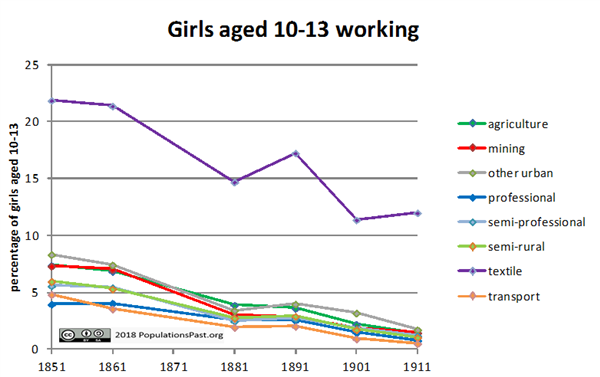 Girls aged 10-13 working
percentage of girls aged 10-13
25
20
15
10
5
0
1851 1861 1871 1881 1891 1901 1911
agriculture
mining
other urban
professional
semi-professional
semi-rural
textile
transport
2018 PopulationsPast.org